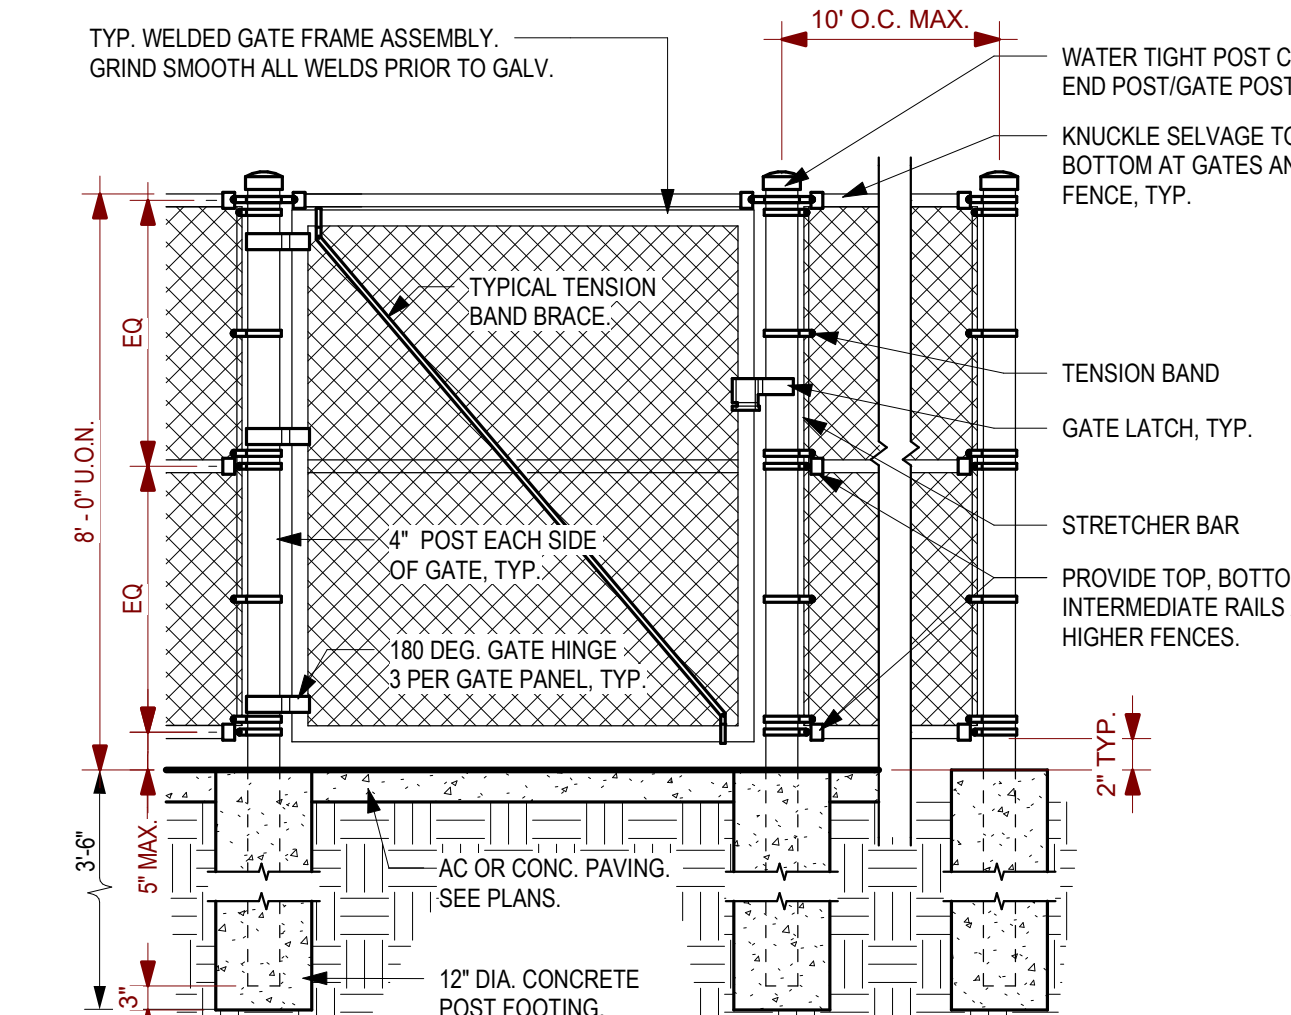 TYP. WELDED GATE FRAME ASSEMBLY.
GRIND SMOOTH ALL WELDS PRIOR TO GALV.
10' O.C. MAX.
WATER TIGHT POST
END POST/GATE POST
KNUCKLE SELVAGE
BOTTOM AT GATES
FENCE, TYP.
TYPICAL TENSION
BAND BRACE.
EQ
8' - 0" U.O.N.
TENSION BAND
GATE LATCH, TYP.
STRETCHER BAR
4" POST EACH SIDE
OF GATE, TYP.
PROVIDE TOP,
INTERMEDIATE RAILS
HIGHER FENCES.
EQ
180 DEG. GATE HINGE
3 PER GATE PANEL, TYP.
2" TYP.
3'-6"
5" MAX.
AC OR CONC. PAVING.
SEE PLANS.
3"
12" DIA. CONCRETE
POST FOOTING.